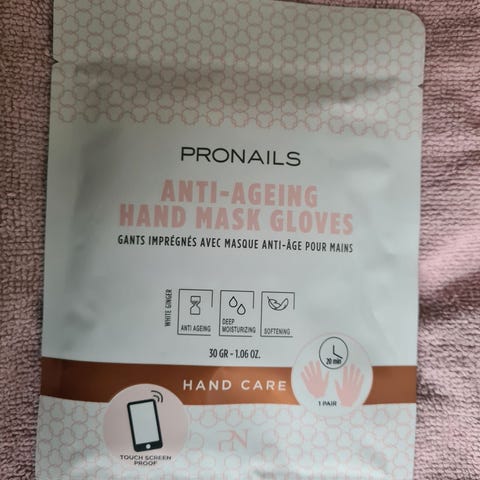 PRONAILS
ANTI-AGEING
HAND MASK GLOVES
GANTS IMPRÉGNÉS AVEC MASQUE ANTI-ÂGE POUR MAINS
WHITE GINGER
ANTI AGEING
DEEP
MOISTURIZING
SOFTENING
30 GR - 1.06 OZ.
HAND CARE
20 min
1 PAIR
TOUCH SCREEN
PROOF
PN